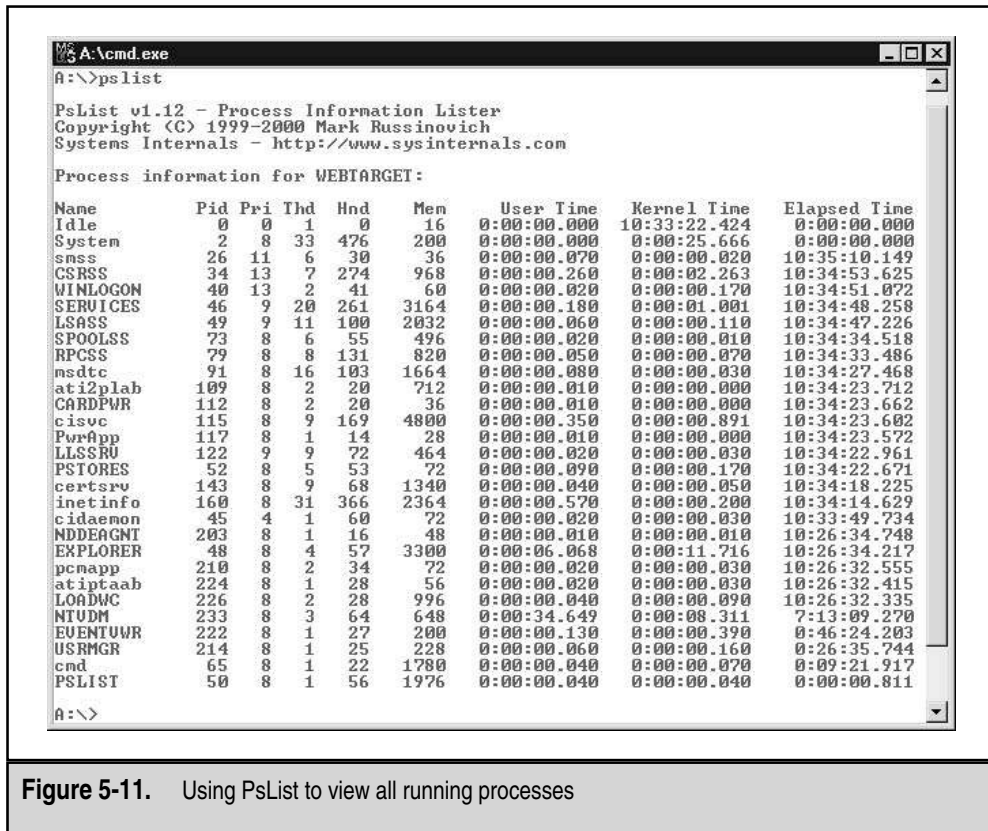 A:\cmd.exe
A:\>pslist
PsList v1.12 - Process Information Lister
Copyright (C) 1999-2000 Mark Russinovich
Systems Internals - http://www.sysinternals.com
Process information for WEBTARGET:
Name Pid Pri Thd Hnd Mem User Time Kernel Time Elapsed Time
Idle 0 0 1 0 16 0:00:00.000 10:33:22.424 0:00:00.000
System 2 8 33 476 200 0:00:00.000 0:00:25.666 0:00:00.000
smss 26 11 6 30 36 0:00:00.070 0:00:00.020 10:35:10.149
CSRSS 34 13 7 274 968 0:00:00.260 0:00:02.263 10:34:53.625
WINLOGON 40 13 2 41 60 0:00:00.020 0:00:00.170 10:34:51.072
SERVICES 46 9 20 261 3164 0:00:00.180 0:00:01.001 10:34:48.258
LSASS 49 9 11 100 2032 0:00:00.060 0:00:00.110 10:34:47.226
SPOOLSS 73 8 6 55 496 0:00:00.020 0:00:00.010 10:34:34.518
RPCSS 79 8 8 131 820 0:00:00.050 0:00:00.070 10:34:33.486
msdtc 91 8 16 103 1664 0:00:00.080 0:00:00.030 10:34:27.468
ati2plab 109 8 2 20 712 0:00:00.010 0:00:00.000 10:34:23.712
CARDPWR 112 8 2 20 36 0:00:00.010 0:00:00.000 10:34:23.662
cisvc 115 8 9 169 4800 0:00:00.350 0:00:00.891 10:34:23.602
PwrApp 117 8 1 14 28 0:00:00.010 0:00:00.000 10:34:23.572
LLSSRV 122 9 9 72 464 0:00:00.020 0:00:00.030 10:34:22.961
PSTORES 52 8 5 53 72 0:00:00.090 0:00:00.170 10:34:22.671
certsrv 143 8 9 68 1340 0:00:00.040 0:00:00.050 10:34:18.225
inetinfo 160 8 31 366 2364 0:00:00.570 0:00:00.200 10:34:14.629
cidaemon 45 4 1 60 72 0:00:00.020 0:00:00.030 10:33:49.734
NDDEAGNT 203 8 1 16 48 0:00:00.010 0:00:00.010 10:26:34.748
EXPLORER 48 8 4 57 3300 0:00:06.068 0:00:11.716 10:26:34.217
pcmapp 210 8 2 34 72 0:00:00.020 0:00:00.030 10:26:32.555
atiptaab 224 8 1 28 56 0:00:00.020 0:00:00.030 10:26:32.415
LOADWC 226 8 2 28 996 0:00:00.040 0:00:00.090 10:26:32.335
NTVDM 233 8 3 64 648 0:00:34.649 0:00:08.311 7:13:09.270
EVENTVWR 222 8 1 27 200 0:00:00.130 0:00:00.390 0:46:24.203
USRMGR 214 8 1 25 228 0:00:00.060 0:00:00.160 0:26:35.744
cmd 65 8 1 22 1780 0:00:00.040 0:00:00.070 0:09:21.917
PSLIST 50 8 1 56 1976 0:00:00.040 0:00:00.040 0:00:00.811
A:\>
Figure 5-11. Using PsList to view all running processes